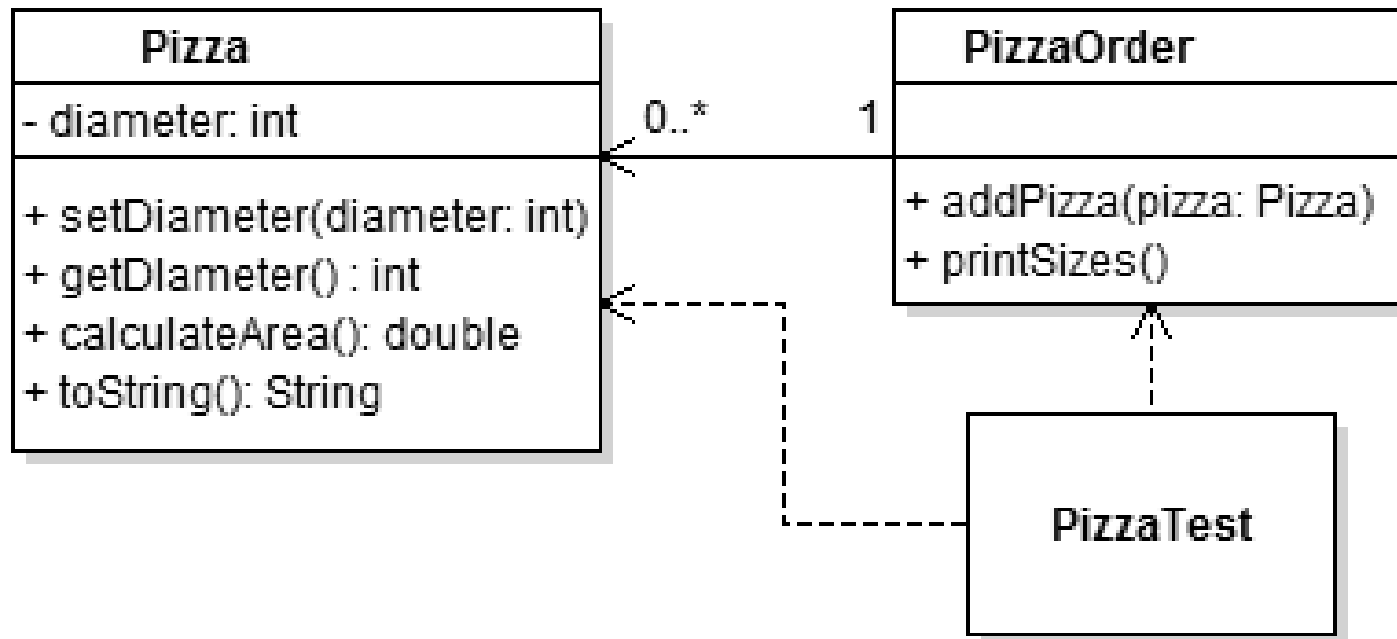 Pizza
- diameter: int
+ setDiameter(diameter: int)
+ getDIameter() : int
+ calculateArea(): double
+ toString(): String
0..*
1
PizzaOrder
+ addPizza(pizza: Pizza)
+ printSizes()
PizzaTest